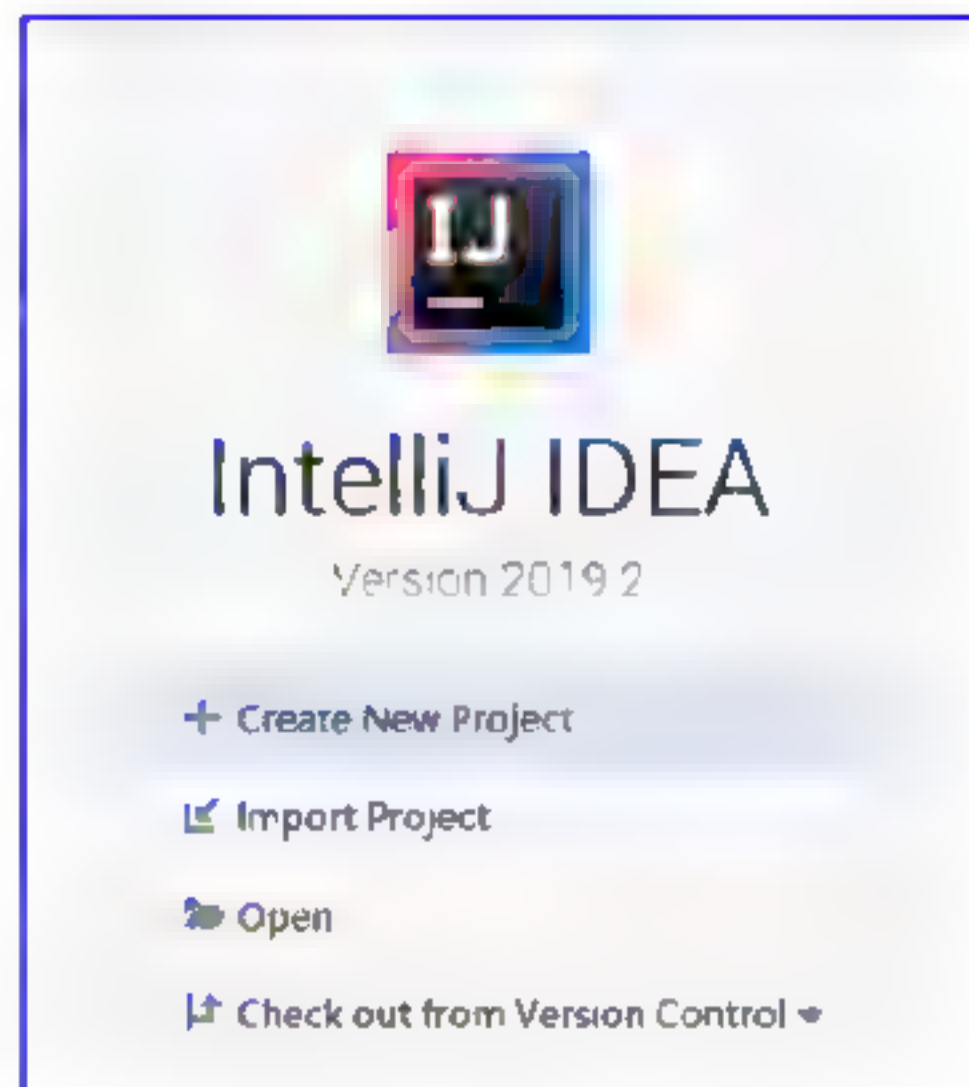 IJ
IntelliJ IDEA
Version 2019.2
Create New Project
Import Project
Open
Check out from Version Control